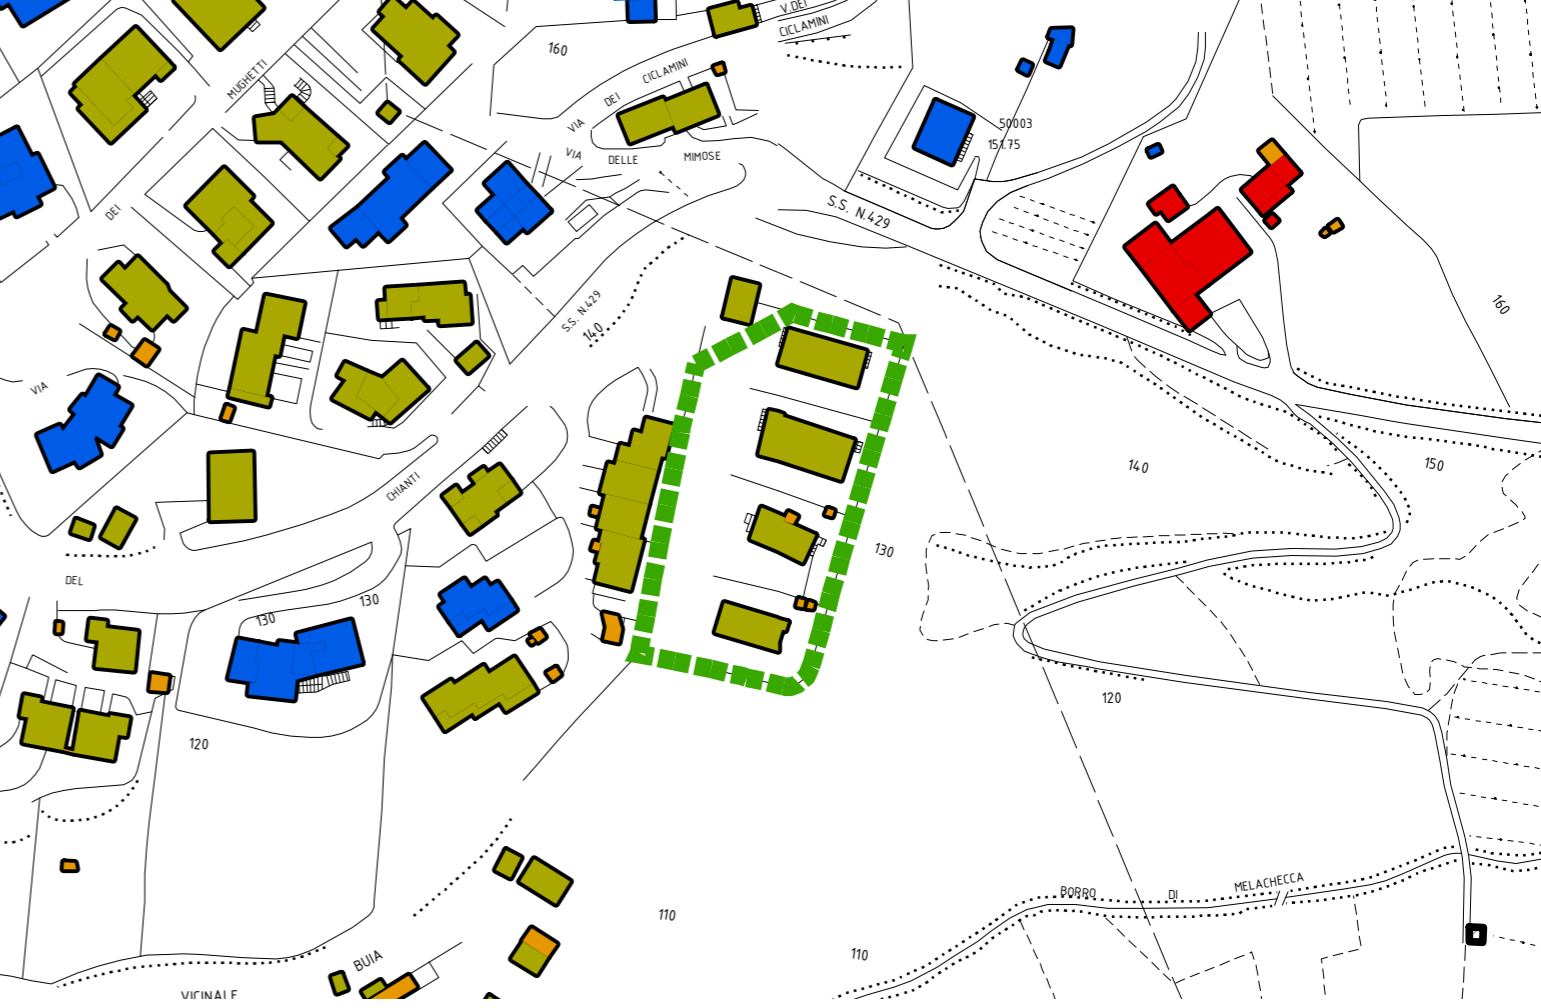 V.DEI
CICLAMINI
160
MUGHETTI
CICLAMINI
DEI
VIA
50003
151.75
VIA
DELLE
MIMOSE
DEI
S.S. N.429
160
S.S. N.429
140
VIA
140
150
CHIANTI
130
DEL
130
130
120
120
MELACHECCA
BORRO
DI
110
110
BUIA
VICINALE